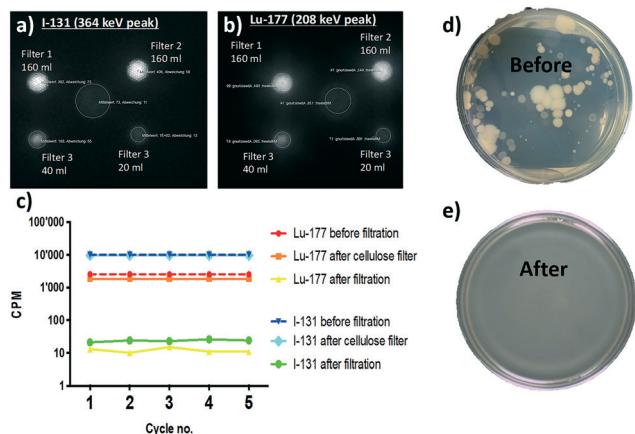 a)
I-131 (364 keV peak)
Filter 1
160 ml
Filter 2
160 ml
Filter 3
40 ml
Filter 3
20 ml
b)
Lu-177 (208 keV peak)
Filter 1
160 ml
Filter 2
160 ml
Filter 3
40 ml
Filter 3
20 ml
c)
100'000
10'000
1'000
100
10
1
CPM
1 2 3 4 5
Cycle no.
Lu-177 before filtration
Lu-177 after cellulose filter
Lu-177 after filtration
I-131 before filtration
I-131 after cellulose filter
I-131 after filtration
d)
Before
e)
After